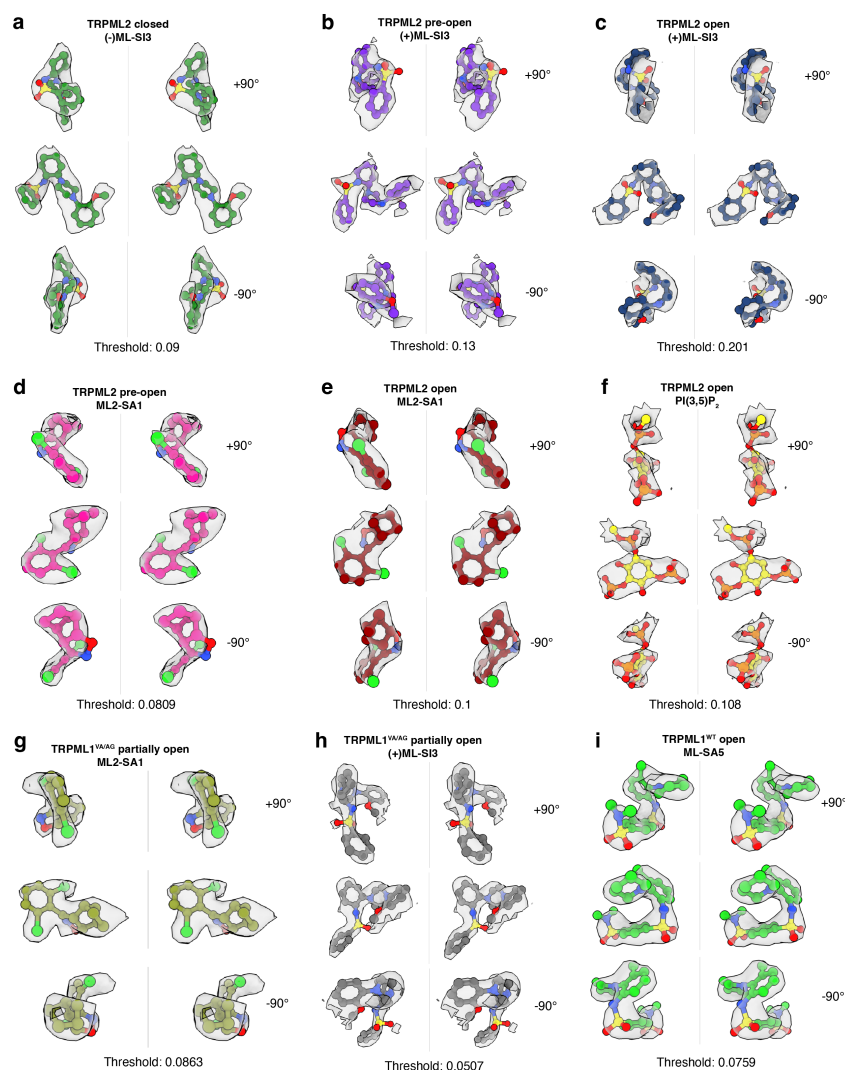 a
TRPML2 closed
(-)ML-SI3
+90°
-90°
Threshold: 0.09
b
TRPML2 pre-open
(+)ML-SI3
+90°
-90°
Threshold: 0.13
c
TRPML2 open
(+)ML-SI3
+90°
-90°
Threshold: 0.201
d
TRPML2 pre-open
ML2-SA1
+90°
-90°
Threshold: 0.0809
e
TRPML2 open
ML2-SA1
+90°
-90°
Threshold: 0.1
f
TRPML2 open
PI(3,5)P₂
+90°
-90°
Threshold: 0.108
g
TRPML1ⱽᴬ/ᴬᴳ partially open
ML2-SA1
+90°
-90°
Threshold: 0.0863
h
TRPML1ⱽᴬ/ᴬᴳ partially open
(+)ML-SI3
+90°
-90°
Threshold: 0.0507
i
TRPML1ᵂᵀ open
ML-SA5
+90°
-90°
Threshold: 0.0759